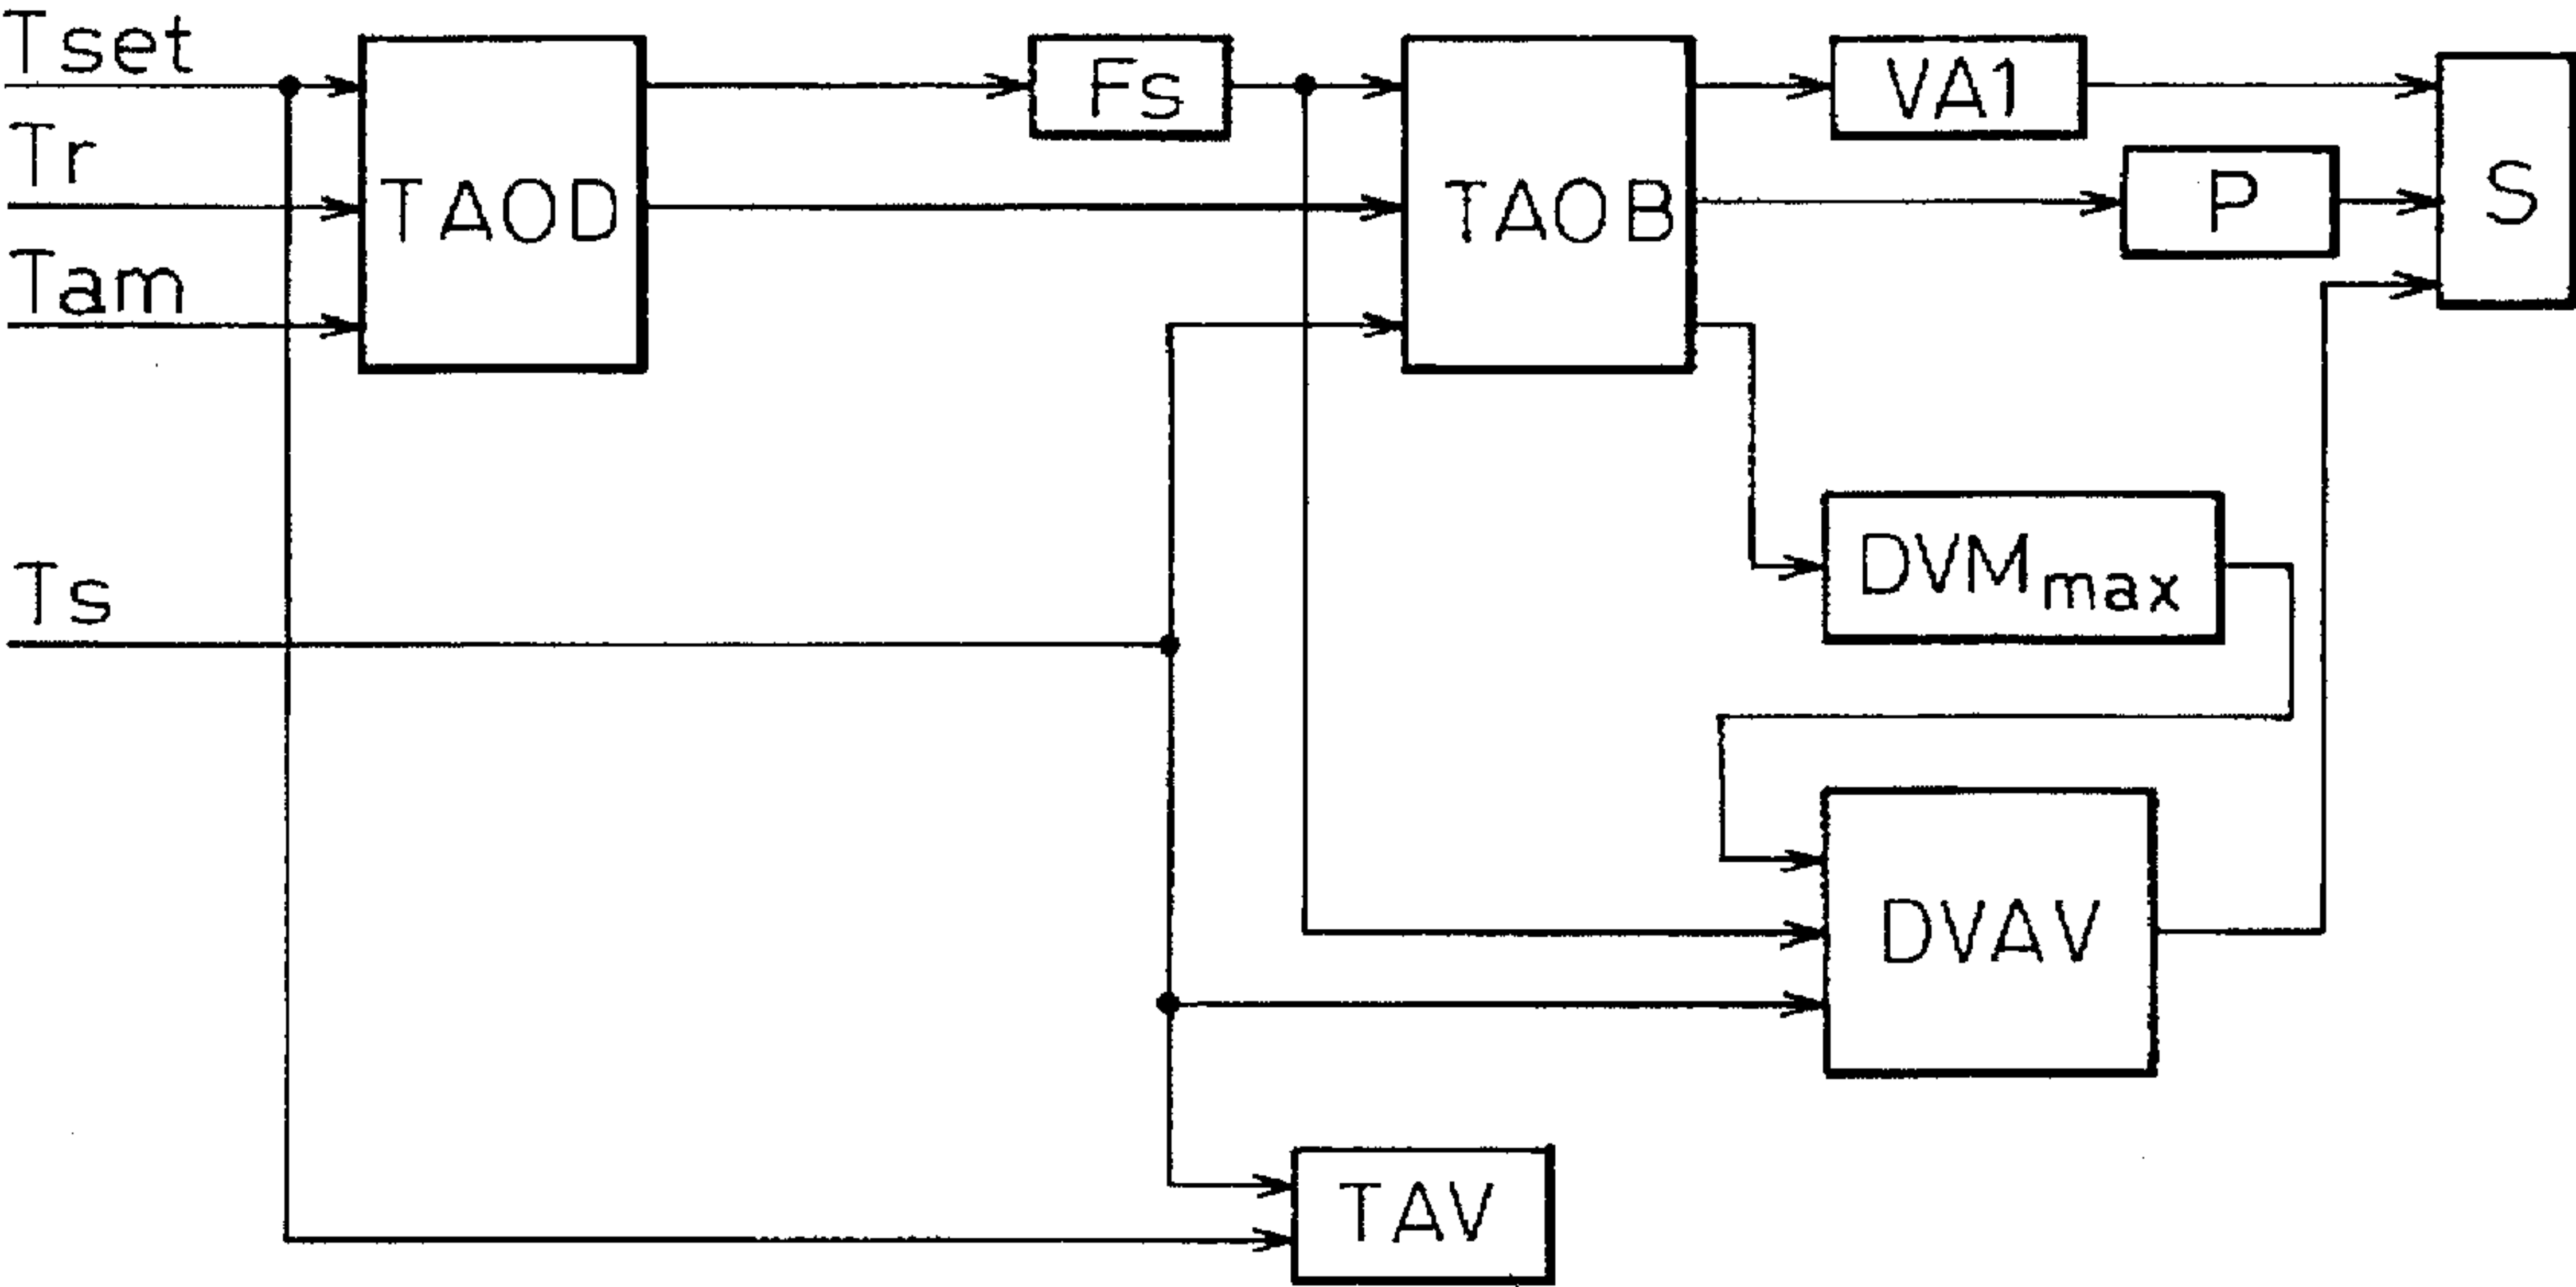 Tset
Tr
Tam
Ts
TAOD
Fs
TAOB
VA1
P
S
DVMmax
DVAV
TAV